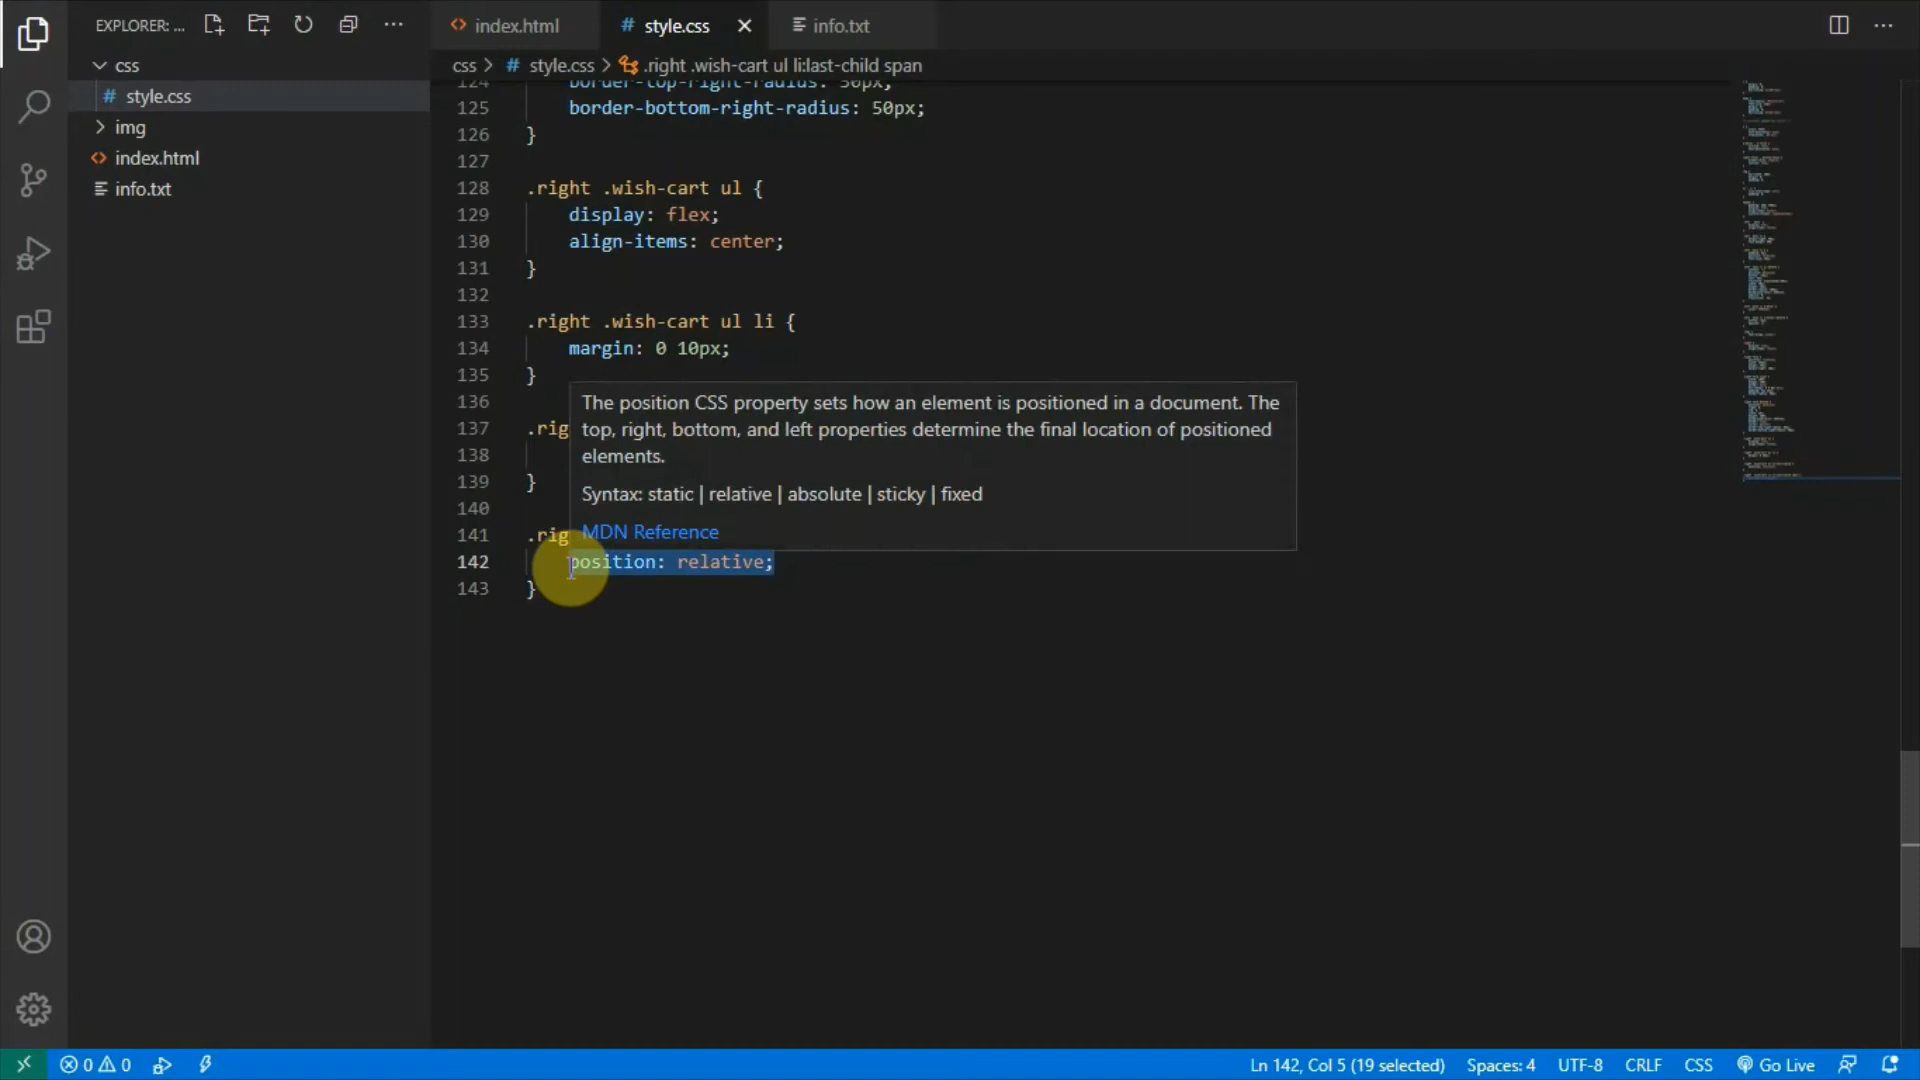 EXPLORER: ...
css
# style.css
img
index.html
info.txt
index.html
# style.css
info.txt
css > # style.css > .right .wish-cart ul li:last-child span
124 border-top-right-radius: 50px;
125 border-bottom-right-radius: 50px;
126 }
127
128 .right .wish-cart ul {
129 display: flex;
130 align-items: center;
131 }
132
133 .right .wish-cart ul li {
134 margin: 0 10px;
135 }
136
137 .rig
138
139 }
140
141 .rig
142 position: relative;
143 }
The position CSS property sets how an element is positioned in a document. The
top, right, bottom, and left properties determine the final location of positioned
elements.
Syntax: static | relative | absolute | sticky | fixed
MDN Reference
0 0
Ln 142, Col 5 (19 selected) Spaces: 4 UTF-8 CRLF CSS Go Live